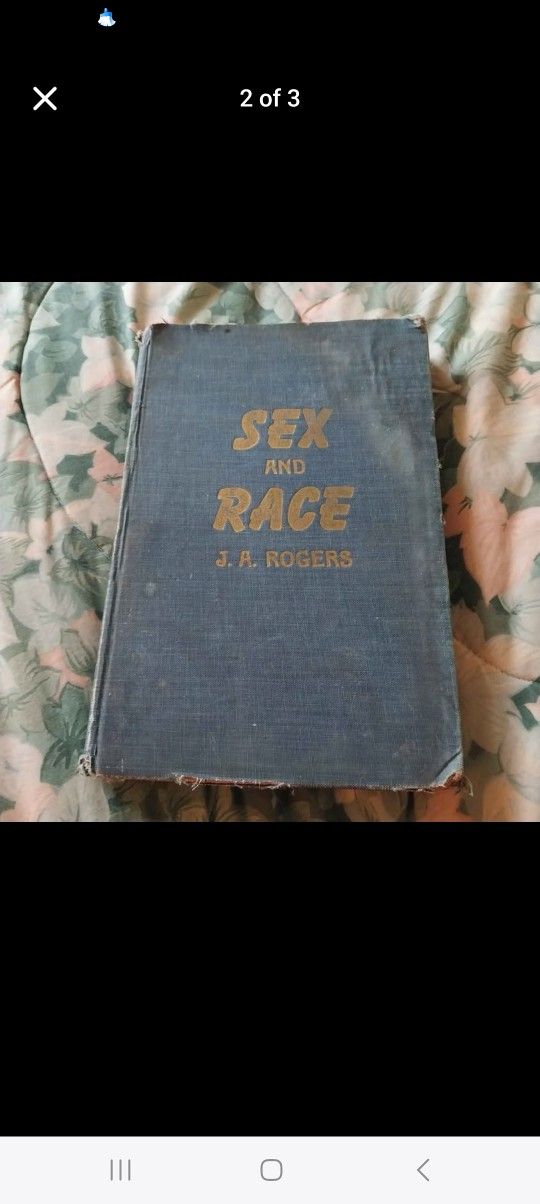 2 of 3
SEX
AND
RACE
J. A. ROGERS